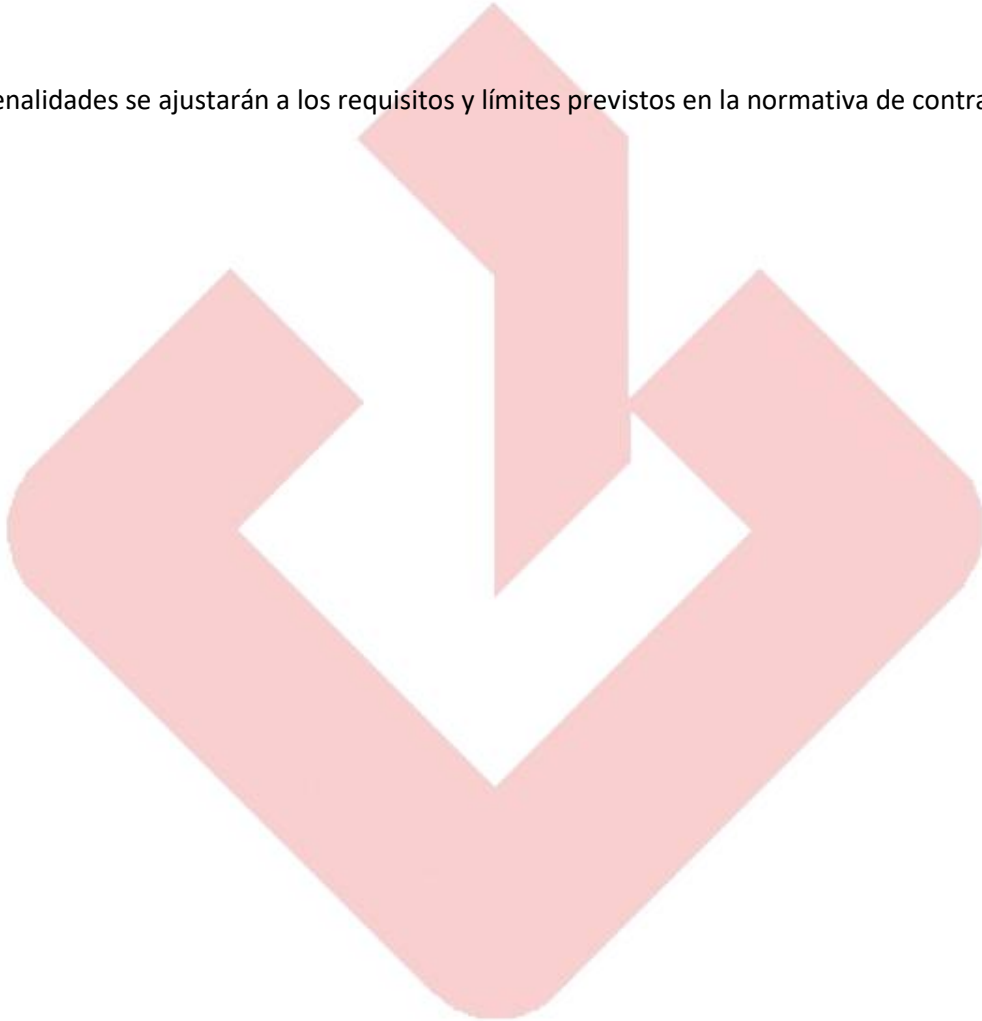 enalidades se ajustarán a los requisitos y límites previstos en la normativa de contra